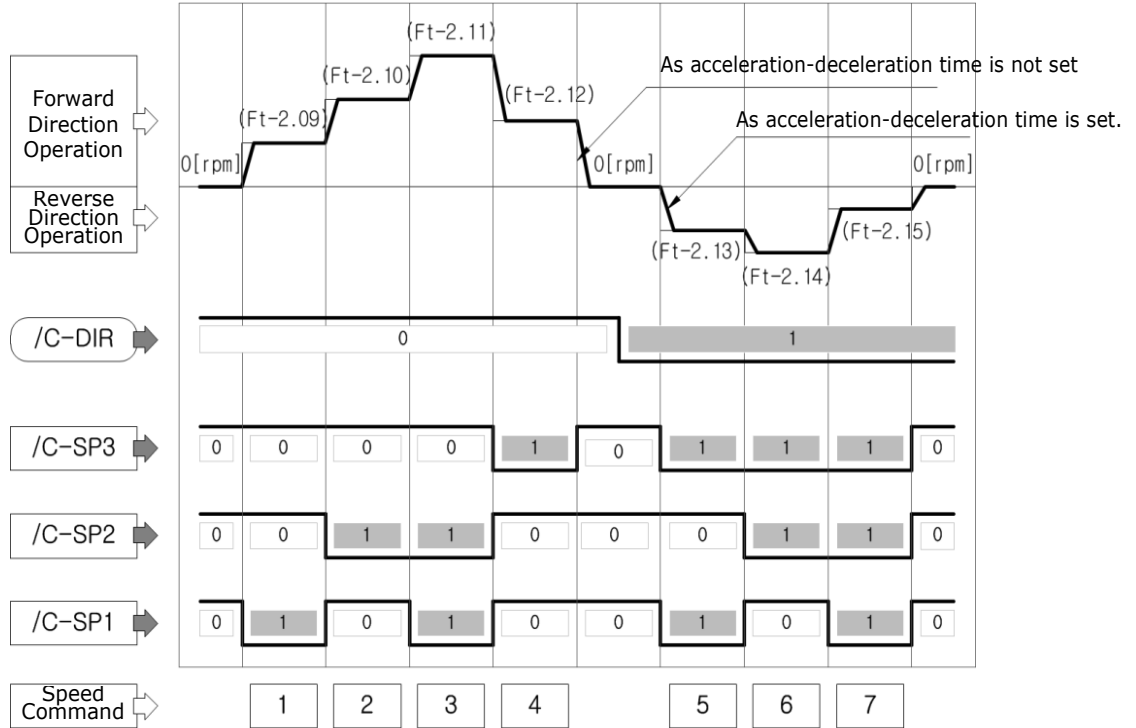 (Ft-2.11)
(Ft-2.10)
(Ft-2.12)
(Ft-2.09)
As acceleration-deceleration time is not set
As acceleration-deceleration time is set.
Forward
Direction
Operation
0[rpm]
0[rpm]
0[rpm]
Reverse
Direction
Operation
(Ft-2.13)
(Ft-2.14)
(Ft-2.15)
/C-DIR
0
1
/C-SP3
0 0 0 0 1 0 1 1 1 0
/C-SP2
0 0 1 1 0 0 0 1 1 0
/C-SP1
0 1 0 1 0 0 1 0 1 0
Speed
Command
1 2 3 4 5 6 7